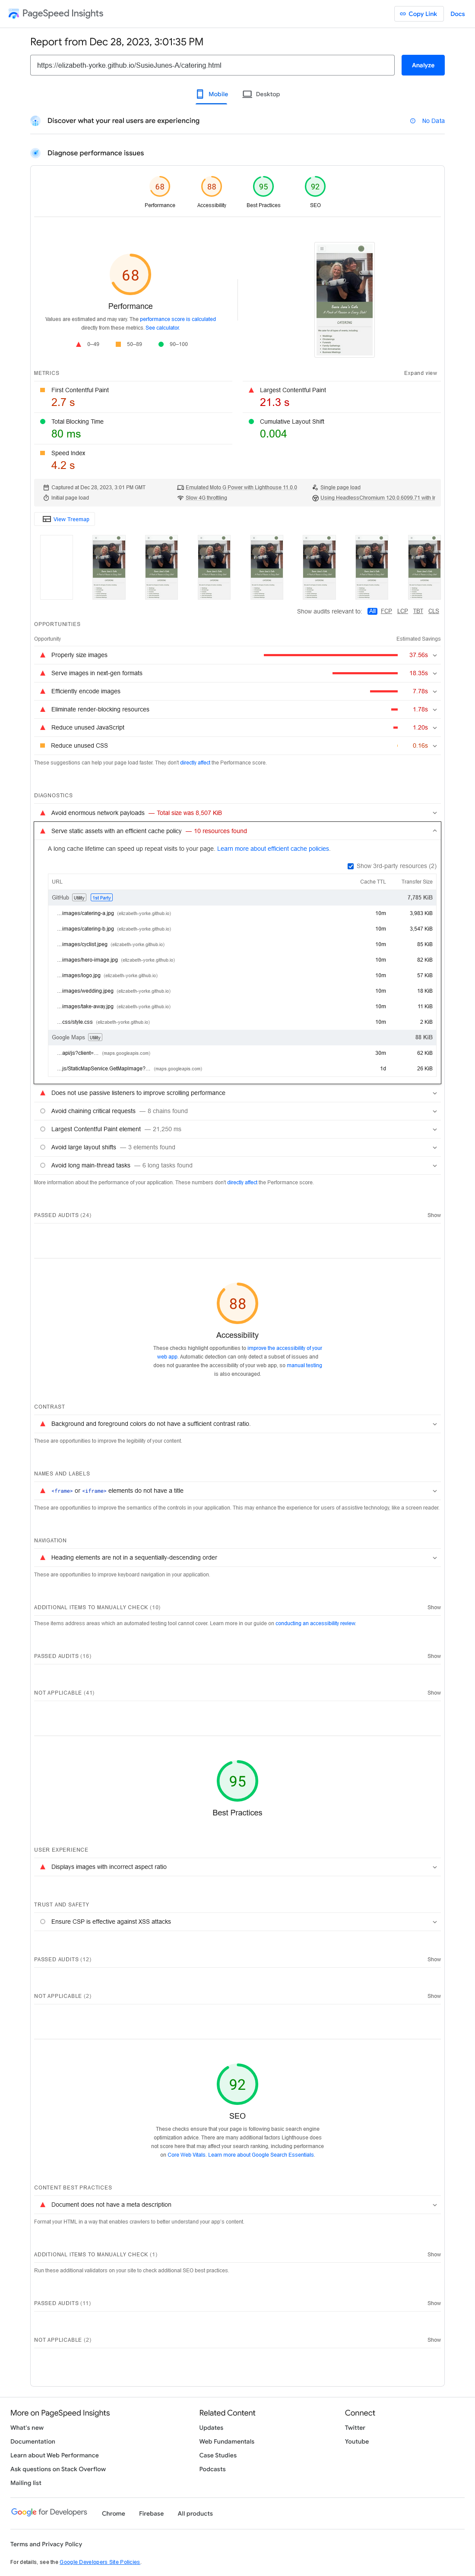 PageSpeed Insights
Copy Link
Docs
Report from Dec 28, 2023, 3:01:35 PM
https://elizabeth-yorke.github.io/SusieJones-A/catering.html
Analyze
Mobile
Desktop
Discover what your real users are experiencing
No Data
Diagnose performance issues
68
88
95
92
Performance
Accessibility
Best Practices
SEO
68
Performance
Values are estimated and may vary. The performance score is calculated
directly from these metrics. See calculator.
0–49
50–89
90–100
METRICS
Expand view
First Contentful Paint
2.7 s
Largest Contentful Paint
21.3 s
Total Blocking Time
80 ms
Cumulative Layout Shift
0.004
Speed Index
4.2 s
Captured at Dec 28, 2023, 3:01 PM GMT
Emulated Moto G Power with Lighthouse 11.0.0
Single page load
Initial page load
Slow 4G throttling
Using HeadlessChromium 120.0.6099.71 with lr
View Treemap
Show audits relevant to:
All FCP LCP TBT CLS
OPPORTUNITIES
Opportunity
Estimated Savings
Properly size images
37.56s
Serve images in next-gen formats
18.35s
Efficiently encode images
7.78s
Eliminate render-blocking resources
1.78s
Reduce unused JavaScript
1.20s
Reduce unused CSS
0.16s
These suggestions can help your page load faster. They don't directly affect the Performance score.
DIAGNOSTICS
Avoid enormous network payloads — Total size was 8,507 KiB
Serve static assets with an efficient cache policy — 10 resources found
A long cache lifetime can speed up repeat visits to your page. Learn more about efficient cache policies.
Show 3rd-party resources (2)
URL
Cache TTL
Transfer Size
GitHub Utility 1st Party
7,785 KiB
…images/catering-a.jpg (elizabeth-yorke.github.io)
10m
3,983 KiB
…images/catering-b.jpg (elizabeth-yorke.github.io)
10m
3,547 KiB
…images/cyclist.jpeg (elizabeth-yorke.github.io)
10m
85 KiB
…images/hero-image.jpg (elizabeth-yorke.github.io)
10m
82 KiB
…images/logo.jpg (elizabeth-yorke.github.io)
10m
57 KiB
…images/wedding.jpeg (elizabeth-yorke.github.io)
10m
18 KiB
…images/take-away.jpg (elizabeth-yorke.github.io)
10m
11 KiB
…css/style.css (elizabeth-yorke.github.io)
10m
2 KiB
Google Maps Utility
88 KiB
…api/js?client=… (maps.googleapis.com)
30m
62 KiB
…js/StaticMapService.GetMapImage?… (maps.googleapis.com)
1d
26 KiB
Does not use passive listeners to improve scrolling performance
Avoid chaining critical requests — 8 chains found
Largest Contentful Paint element — 21,250 ms
Avoid large layout shifts — 3 elements found
Avoid long main-thread tasks — 6 long tasks found
More information about the performance of your application. These numbers don't directly affect the Performance score.
PASSED AUDITS (24)
Show
88
Accessibility
These checks highlight opportunities to improve the accessibility of your
web app. Automatic detection can only detect a subset of issues and
does not guarantee the accessibility of your web app, so manual testing
is also encouraged.
CONTRAST
Background and foreground colors do not have a sufficient contrast ratio
These are opportunities to improve the legibility of your content.
NAMES AND LABELS
<frame> or <iframe> elements do not have a title
These are opportunities to improve the semantics of the controls in your application. This may enhance the experience for users of assistive technology, like a screen reader.
NAVIGATION
Heading elements are not in a sequentially-descending order
These are opportunities to improve keyboard navigation in your application.
ADDITIONAL ITEMS TO MANUALLY CHECK (10)
Show
These items address areas which an automated testing tool cannot cover. Learn more in our guide on conducting an accessibility review.
PASSED AUDITS (16)
Show
NOT APPLICABLE (41)
Show
95
Best Practices
USER EXPERIENCE
Displays images with incorrect aspect ratio
TRUST AND SAFETY
Ensure CSP is effective against XSS attacks
PASSED AUDITS (12)
Show
NOT APPLICABLE (2)
Show
92
SEO
These checks ensure that your page is following basic search engine
optimization advice. There are many additional factors Lighthouse does
not score here that may affect your search ranking, including performance
on Core Web Vitals. Learn more about Google Search Essentials.
CONTENT BEST PRACTICES
Document does not have a meta description
Format your HTML in a way that enables crawlers to better understand your app's content.
ADDITIONAL ITEMS TO MANUALLY CHECK (1)
Show
Run these additional validators on your site to check additional SEO best practices.
PASSED AUDITS (11)
Show
NOT APPLICABLE (2)
Show
More on PageSpeed Insights
What's new
Documentation
Learn about Web Performance
Ask questions on Stack Overflow
Mailing list
Related Content
Updates
Web Fundamentals
Case Studies
Podcasts
Connect
Twitter
Youtube
Google for Developers
Chrome
Firebase
All products
Terms and Privacy Policy
For details, see the Google Developers Site Policies.